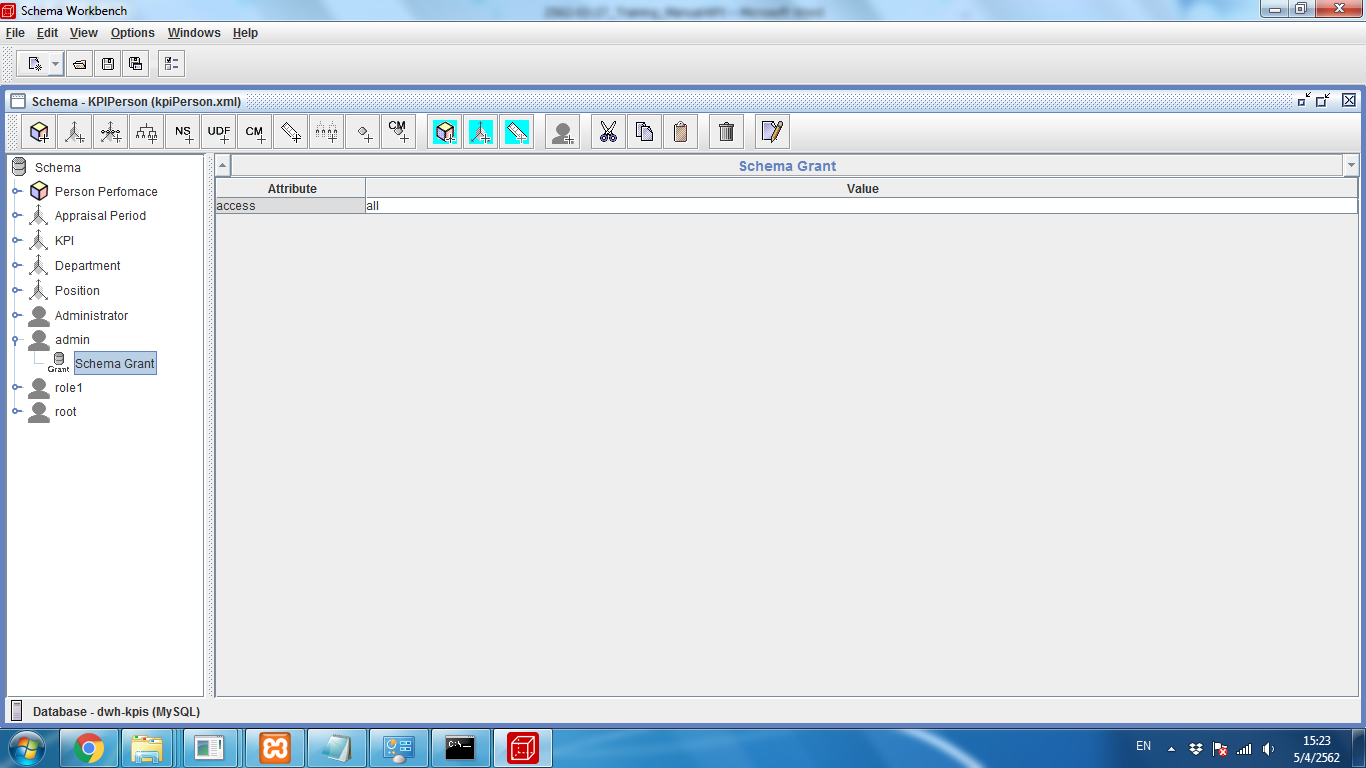 Schema Workbench
File Edit View Options Windows Help
Schema - KPIPerson (kpiPerson.xml)
NS UDF CM CM
Schema
Person Perfomace
Appraisal Period
KPI
Department
Position
Administrator
admin
Grant Schema Grant
role1
root
Schema Grant
Attribute Value
access all
Database - dwh-kpis (MySQL)
EN
15:23
5/4/2562